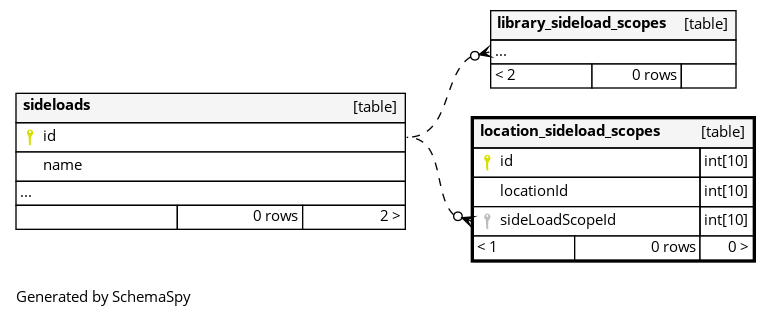 library_sideload_scopes [table]
...
< 2 0 rows
sideloads [table]
id
name
...
0 rows 2 >
location_sideload_scopes [table]
id int[10]
locationId int[10]
sideLoadScopeId int[10]
< 1 0 rows 0 >
Generated by SchemaSpy